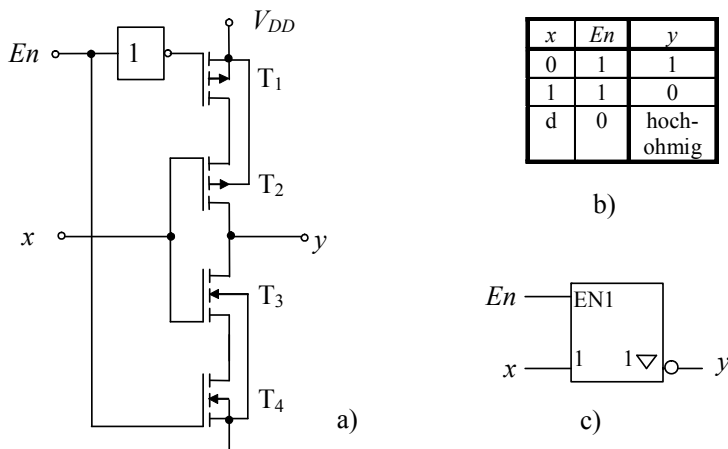 V_DD
En
1
T1
T2
x
y
T3
T4
a)
x En y
0 1 1
1 1 0
d 0 hoch-
ohmig
b)
En
EN1
x
1
1 ▽
y
c)